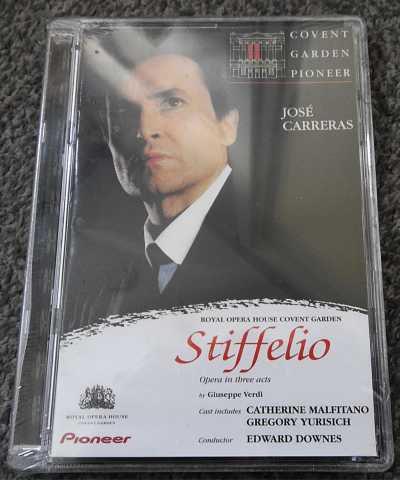 COVENT
GARDEN
PIONEER
JOSÉ
CARRERAS
ROYAL OPERA HOUSE COVENT GARDEN
Stiffelio
Opera in three acts
by Giuseppe Verdi
Cast includes CATHERINE MALFITANO
GREGORY YURISICH
Conductor EDWARD DOWNES
ROYAL OPERA HOUSE
COVENT GARDEN
Pioneer